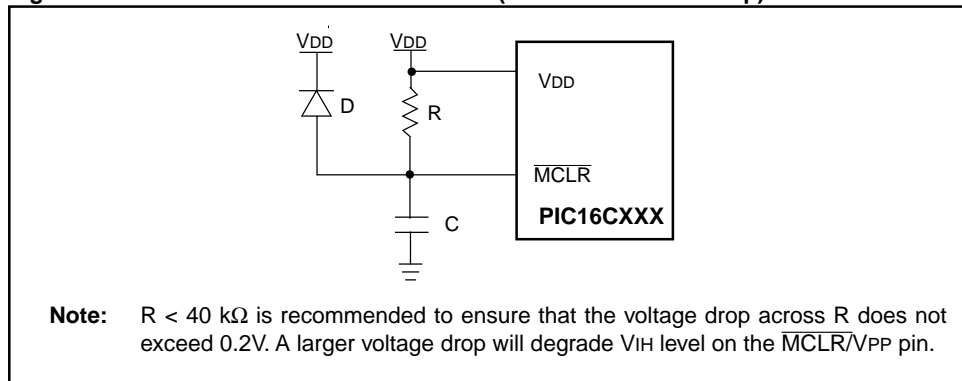 VDD VDD
VDD
D
R
MCLR
PIC16CXXX
C
Note: R < 40 kΩ is recommended to ensure that the voltage drop across R does not
exceed 0.2V. A larger voltage drop will degrade VIH level on the MCLR/VPP pin.